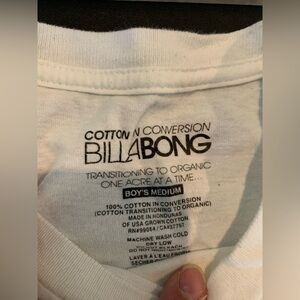 COTTON IN CONVERSION
BILLABONG
TRANSITIONING TO ORGANIC
ONE ACRE AT A TIME...
BOY'S MEDIUM
100% COTTON IN CONVERSION
(COTTON TRANSITIONING TO ORGANIC)
MADE IN HONDURAS
OF USA GROWN COTTON
MACHINE WASH COLD
DRY LOW